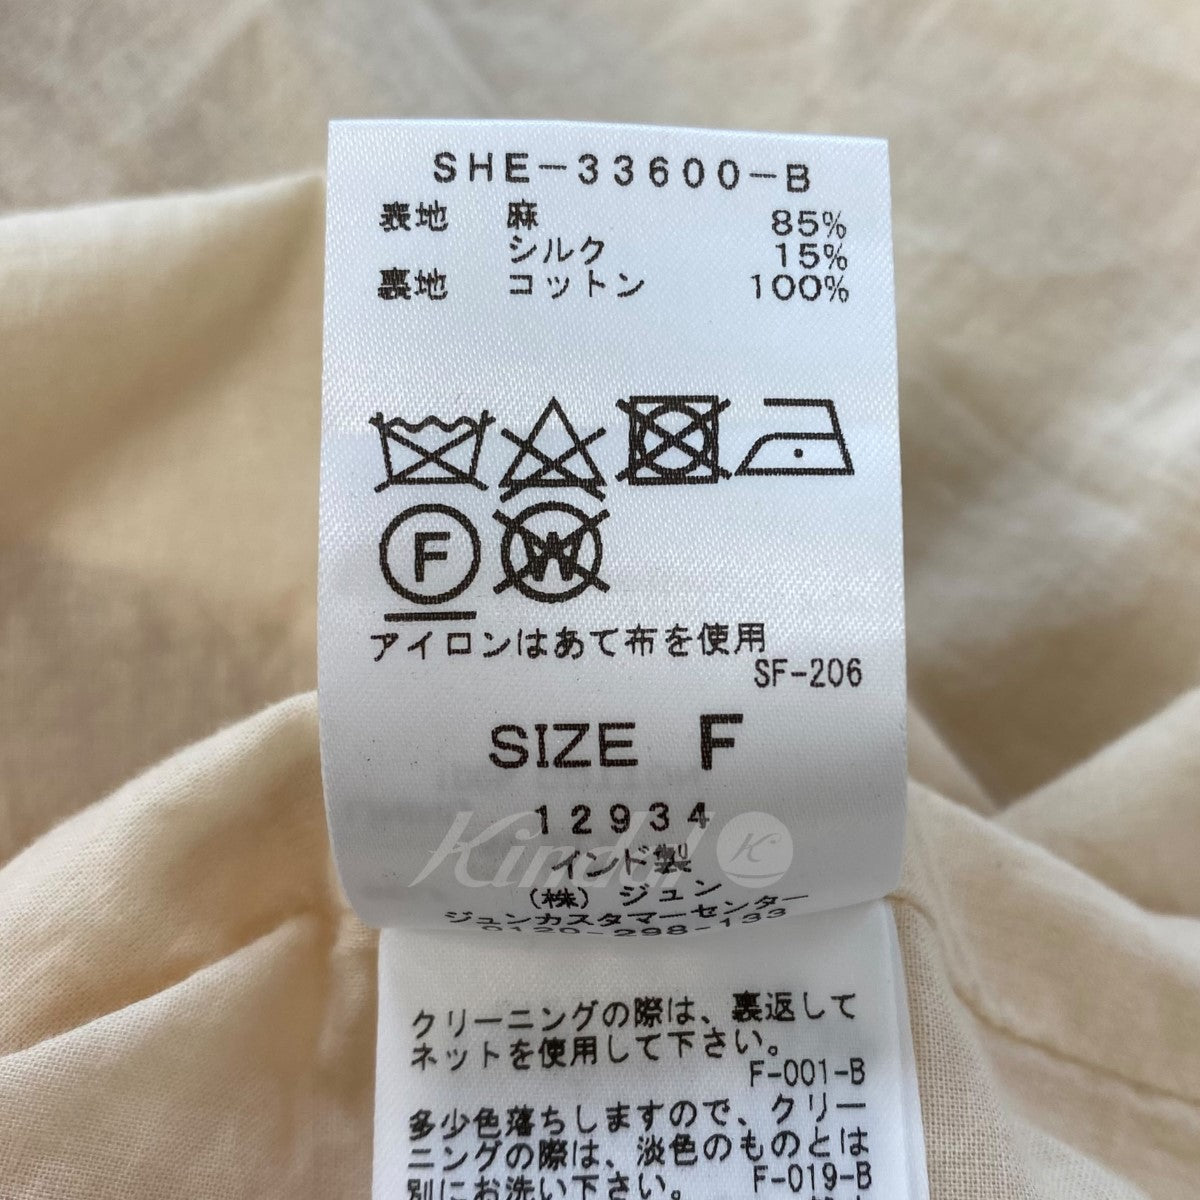 SHE-33600-B
表地 麻 85%
シルク 15%
裏地 コットン 100%
F
W
アイロンはあて布を使用
SF-206
SIZE F
12934
Kindal
K
インド製
(株) ジュン
ジュンカスタマーセンター
0120-298-133
クリーニングの際は、裏返して
ネットを使用して下さい。
F-001-B
多少色落ちしますので、クリー
ニングの際は、淡色のものとは
別にお洗い下さい。
F-019-B